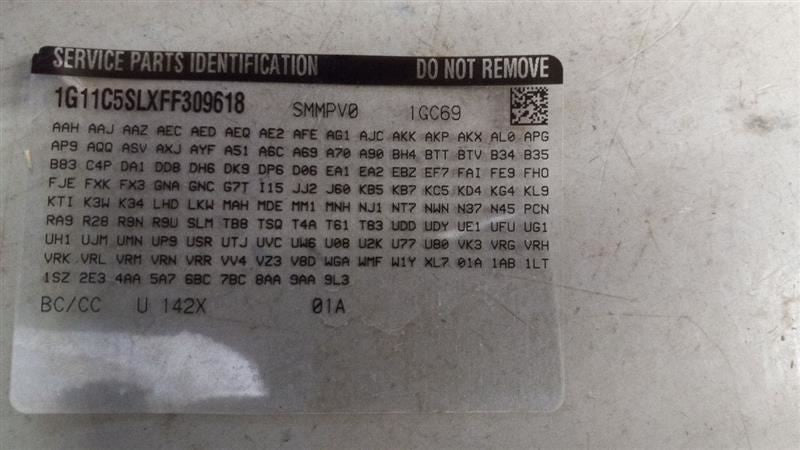 SERVICE PARTS IDENTIFICATION DO NOT REMOVE
1G11C5SLXFF309618 SMMPV0 1GC69
AAH AAJ AAZ AEC AED AEQ AE2 AFE AG1 AJC AKK AKP AKX AL0 APG
AP9 AQQ ASV AXJ AYF A51 A6C A69 A70 A90 BH4 BTT BTV B34 B35
B83 C4P DA1 DD8 DH6 DK9 DP6 D06 EA1 EA2 EBZ EF7 FAI FE9 FHO
FJE FXK FX3 GNA GNC G7T I15 JJ2 J60 KB5 KB7 KC5 KD4 KG4 KL9
KTI K3W K34 LHD LKW MAH MDE MM1 MNH NJ1 NT7 NWN N37 N45 PCN
RA9 R28 R9N R9U SLM TB8 TSQ T4A T61 T83 UDD UDY UE1 UFU UG1
UH1 UJM UMN UP9 USR UTJ UVC UW6 U08 U2K U77 U80 VK3 VRG VRH
VRK VRL VRM VRN VRR VV4 VZ3 V8D WGA WMF W1Y XL7 01A 1AB 1LT
1SZ 2E3 4AA 5A7 6BC 7BC 8AA 9AA 9L3
BC/CC U 142X 01A